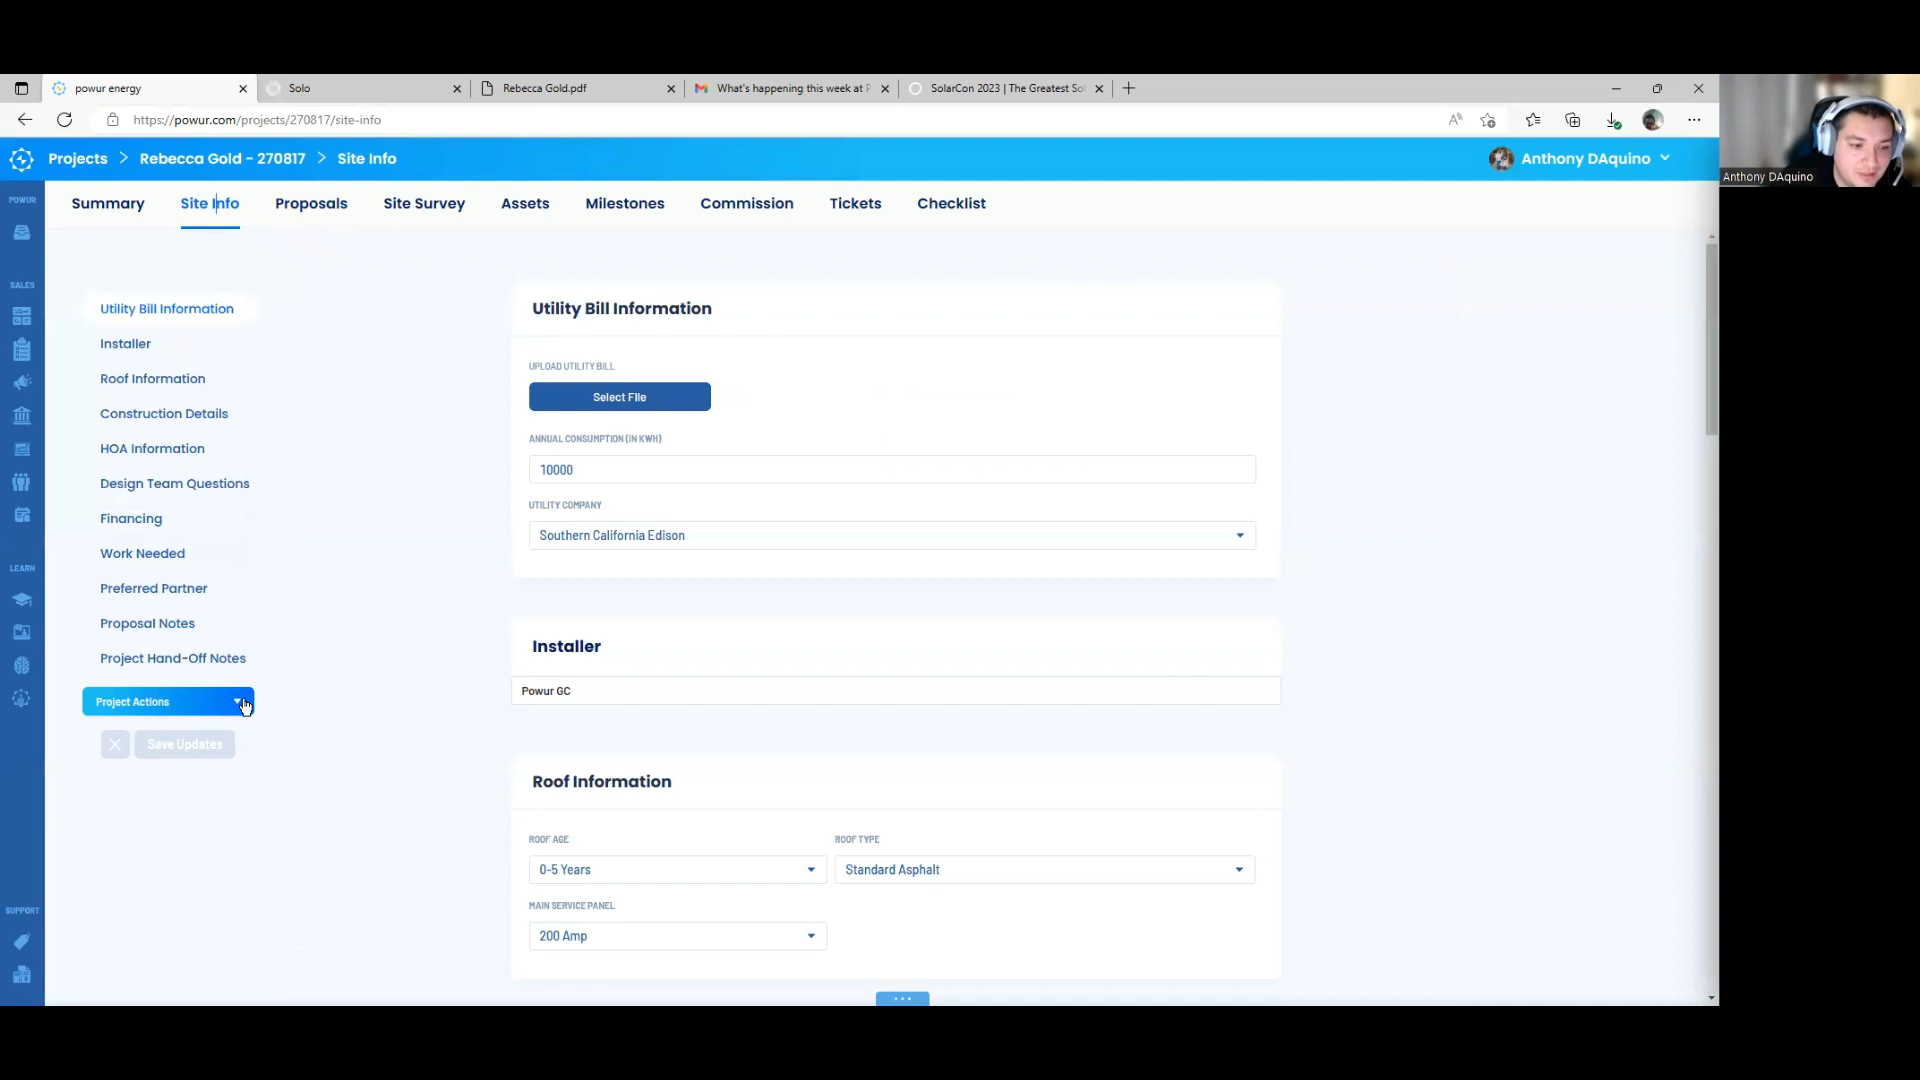 powur energy
Solo
Rebecca Gold.pdf
What's happening this week at P
SolarCon 2023 | The Greatest Sol
https://powur.com/projects/270817/site-info
Projects > Rebecca Gold - 270817 > Site Info
Anthony DAquino
Anthony DAquino
POWUR
Summary
Site Info
Proposals
Site Survey
Assets
Milestones
Commission
Tickets
Checklist
SALES
LEARN
SUPPORT
Utility Bill Information
Installer
Roof Information
Construction Details
HOA Information
Design Team Questions
Financing
Work Needed
Preferred Partner
Proposal Notes
Project Hand-Off Notes
Project Actions
Save Updates
Utility Bill Information
UPLOAD UTILITY BILL
Select FIle
ANNUAL CONSUMPTION (IN KWH)
10000
UTILITY COMPANY
Southern California Edison
Installer
Powur GC
Roof Information
ROOF AGE
ROOF TYPE
0-5 Years
Standard Asphalt
MAIN SERVICE PANEL
200 Amp